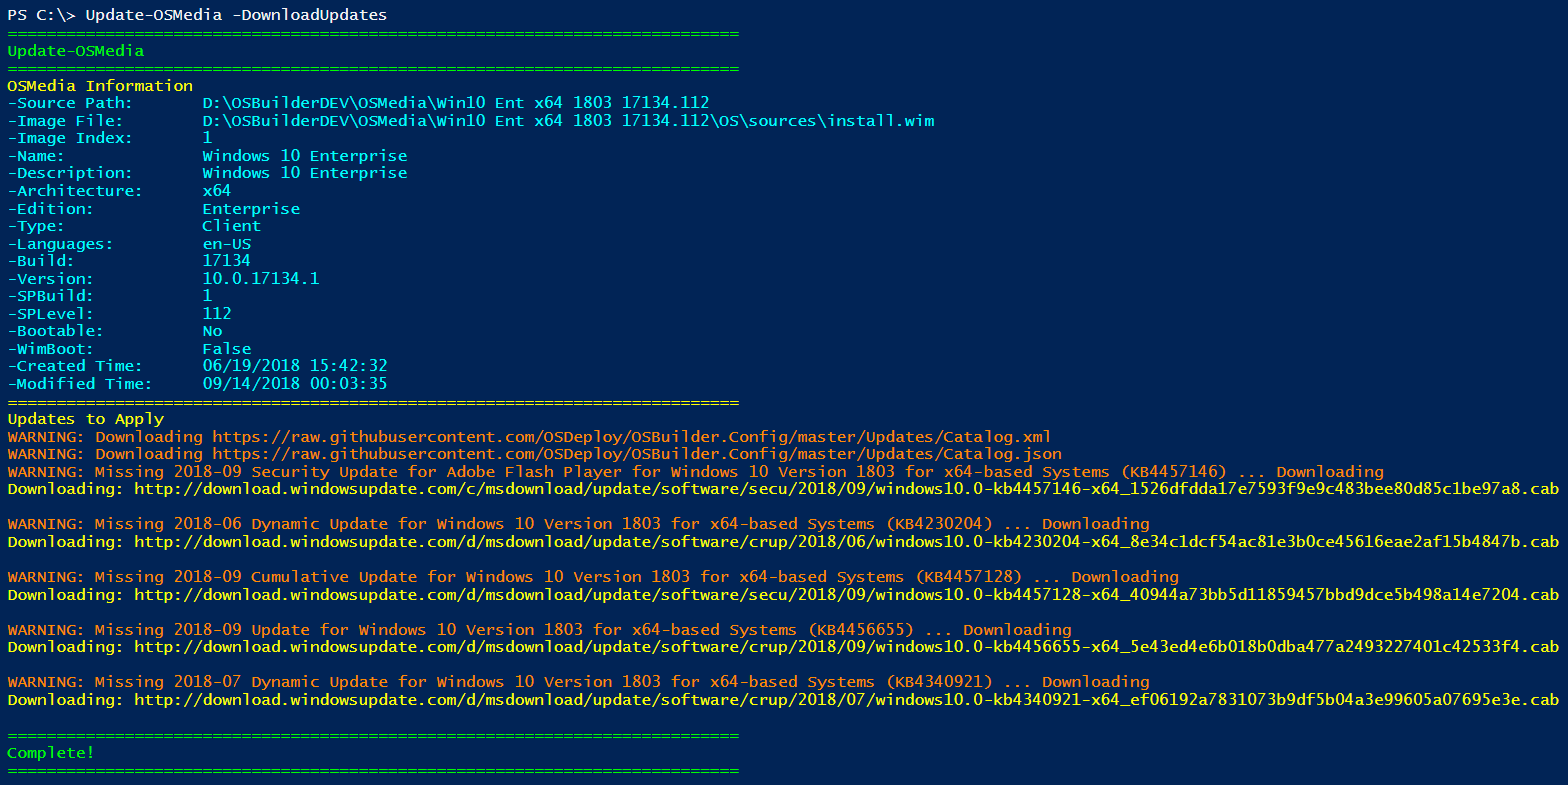 PS C:\> Update-OSMedia -DownloadUpdates
===========================================================================
Update-OSMedia
===========================================================================
OSMedia Information
-Source Path:       D:\OSBuilderDEV\OSMedia\Win10 Ent x64 1803 17134.112
-Image File:        D:\OSBuilderDEV\OSMedia\Win10 Ent x64 1803 17134.112\OS\sources\install.wim
-Image Index:       1
-Name:              Windows 10 Enterprise
-Description:       Windows 10 Enterprise
-Architecture:      x64
-Edition:           Enterprise
-Type:              Client
-Languages:         en-US
-Build:             17134
-Version:           10.0.17134.1
-SPBuild:           1
-SPLevel:           112
-Bootable:          No
-WimBoot:           False
-Created Time:      06/19/2018 15:42:32
-Modified Time:     09/14/2018 00:03:35
===========================================================================
Updates to Apply
WARNING: Downloading https://raw.githubusercontent.com/OSDeploy/OSBuilder.Config/master/Updates/Catalog.xml
WARNING: Downloading https://raw.githubusercontent.com/OSDeploy/OSBuilder.Config/master/Updates/Catalog.json
WARNING: Missing 2018-09 Security Update for Adobe Flash Player for Windows 10 Version 1803 for x64-based Systems (KB4457146) ... Downloading
Downloading: http://download.windowsupdate.com/c/msdownload/update/software/secu/2018/09/windows10.0-kb4457146-x64_1526dfdda17e7593f9e9c483bee80d85c1be97a8.cab
WARNING: Missing 2018-06 Dynamic Update for Windows 10 Version 1803 for x64-based Systems (KB4230204) ... Downloading
Downloading: http://download.windowsupdate.com/d/msdownload/update/software/crup/2018/06/windows10.0-kb4230204-x64_8e34c1dcf54ac81e3b0ce45616eae2af15b4847b.cab
WARNING: Missing 2018-09 Cumulative Update for Windows 10 Version 1803 for x64-based Systems (KB4457128) ... Downloading
Downloading: http://download.windowsupdate.com/d/msdownload/update/software/secu/2018/09/windows10.0-kb4457128-x64_40944a73bb5d11859457bbd9dce5b498a14e7204.cab
WARNING: Missing 2018-09 Update for Windows 10 Version 1803 for x64-based Systems (KB4456655) ... Downloading
Downloading: http://download.windowsupdate.com/d/msdownload/update/software/crup/2018/09/windows10.0-kb4456655-x64_5e43ed4e6b018b0dba477a2493227401c42533f4.cab
WARNING: Missing 2018-07 Dynamic Update for Windows 10 Version 1803 for x64-based Systems (KB4340921) ... Downloading
Downloading: http://download.windowsupdate.com/d/msdownload/update/software/crup/2018/07/windows10.0-kb4340921-x64_ef06192a7831073b9df5b04a3e99605a07695e3e.cab
===========================================================================
Complete!
===========================================================================